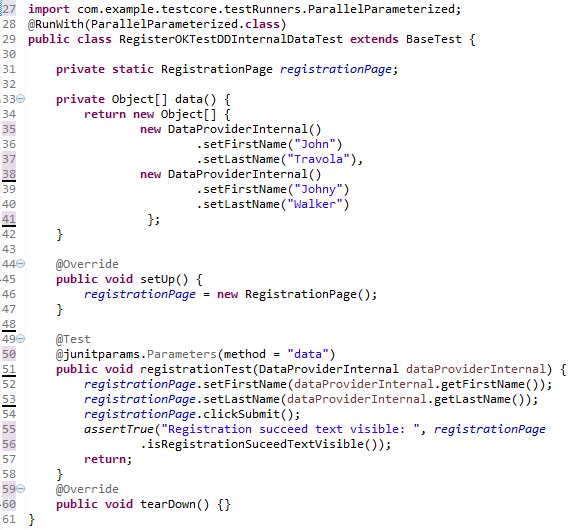 27 import com.example.testcore.testRunners.ParallelParameterized;
28 @RunWith(ParallelParameterized.class)
29 public class RegisterOKTestDDInternalDataTest extends BaseTest {
30
31     private static RegistrationPage registrationPage;
32
33     private Object[] data() {
34         return new Object[] {
35                 new DataProviderInternal()
36                         .setFirstName("John")
37                         .setLastName("Travola"),
38                 new DataProviderInternal()
39                         .setFirstName("Johny")
40                         .setLastName("Walker")
41                  };
42     }
43
44     @Override
45     public void setUp() {
46         registrationPage = new RegistrationPage();
47     }
48
49     @Test
50     @junitparams.Parameters(method = "data")
51     public void registrationTest(DataProviderInternal dataProviderInternal) {
52         registrationPage.setFirstName(dataProviderInternal.getFirstName());
53         registrationPage.setLastName(dataProviderInternal.getLastName());
54         registrationPage.clickSubmit();
55         assertTrue("Registration succeed text visible: ", registrationPage
56                 .isRegistrationSuceedTextVisible());
57         return;
58     }
59     @Override
60     public void tearDown() {}
61 }